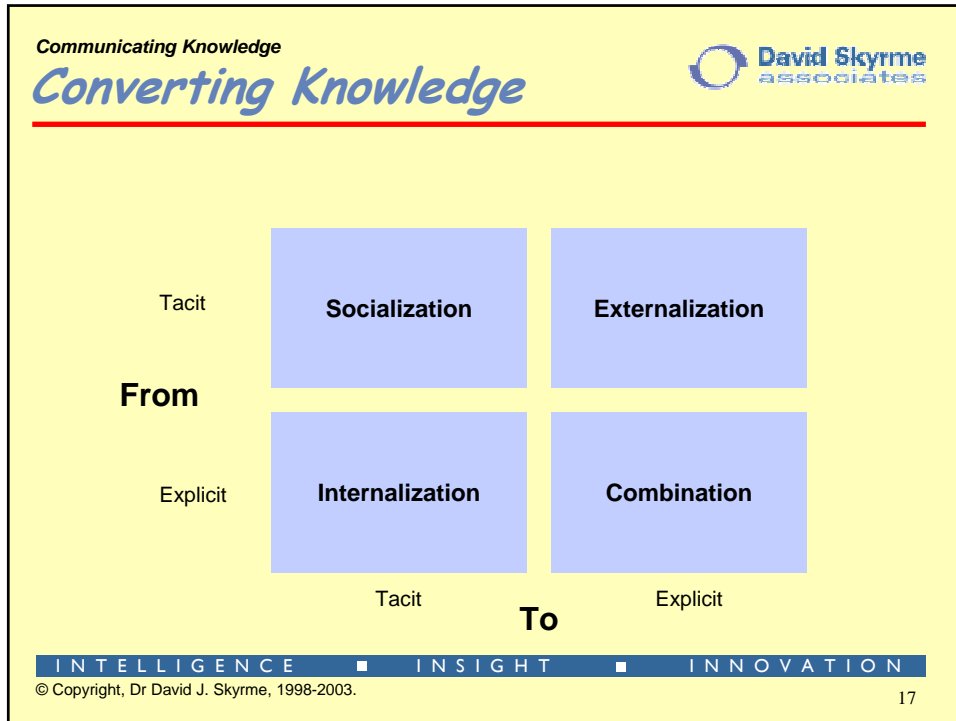 Communicating Knowledge
Converting Knowledge
David Skyrme
associates
Tacit
Socialization
Externalization
From
Explicit
Internalization
Combination
Tacit
Explicit
To
INTELLIGENCE ■ INSIGHT ■ INNOVATION
© Copyright, Dr David J. Skyrme, 1998-2003.
17